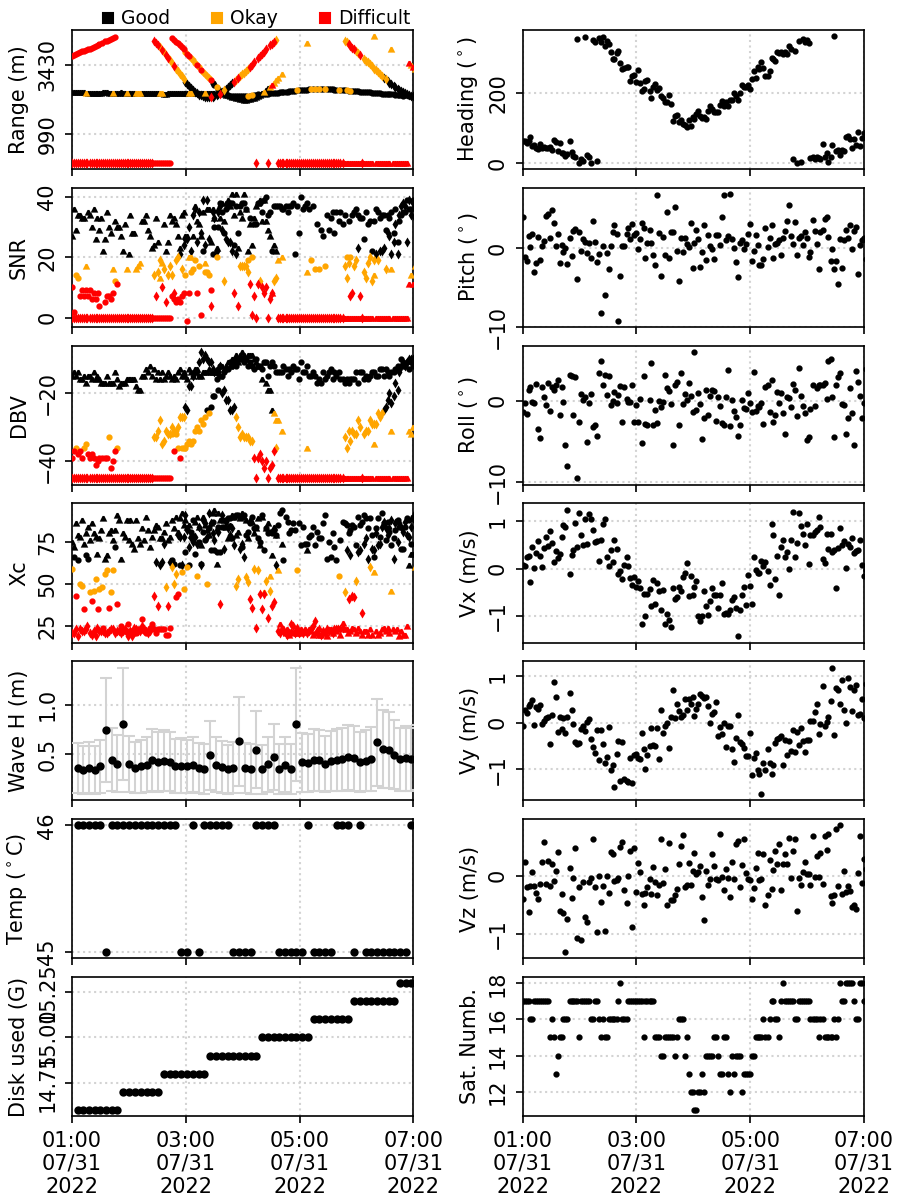 Good Okay Difficult
Range (m)
3430
990
Heading (°)
200
0
SNR
40
20
0
Pitch (°)
0
−10
DBV
−20
−40
Roll (°)
0
−10
Xc
75
50
25
Vx (m/s)
1
0
−1
Wave H (m)
1.0
0.5
Vy (m/s)
1
0
−1
Temp (°C)
46
45
Vz (m/s)
0
−1
Disk used (G)
15.25
15.00
14.75
Sat. Numb.
18
16
14
12
01:00 03:00 05:00 07:00
07/31 07/31 07/31 07/31
2022 2022 2022 2022
01:00 03:00 05:00 07:00
07/31 07/31 07/31 07/31
2022 2022 2022 2022